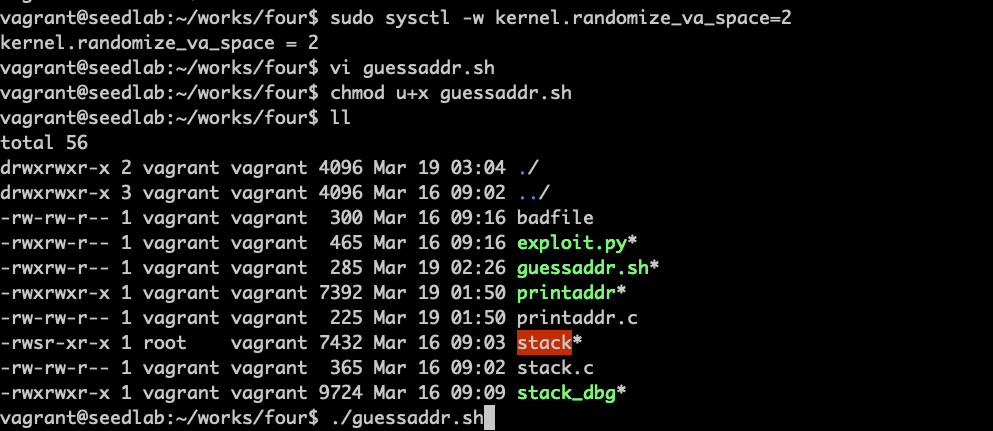 vagrant@seedlab:~/works/four$ sudo sysctl -w kernel.randomize_va_space=2
kernel.randomize_va_space = 2
vagrant@seedlab:~/works/four$ vi guessaddr.sh
vagrant@seedlab:~/works/four$ chmod u+x guessaddr.sh
vagrant@seedlab:~/works/four$ ll
total 56
drwxrwxr-x 2 vagrant vagrant 4096 Mar 19 03:04 ./
drwxrwxr-x 3 vagrant vagrant 4096 Mar 16 09:02 ../
-rw-rw-r-- 1 vagrant vagrant  300 Mar 16 09:16 badfile
-rwxrw-r-- 1 vagrant vagrant  465 Mar 16 09:16 exploit.py*
-rwxrw-r-- 1 vagrant vagrant  285 Mar 19 02:26 guessaddr.sh*
-rwxrwxr-x 1 vagrant vagrant 7392 Mar 19 01:50 printaddr*
-rw-rw-r-- 1 vagrant vagrant  225 Mar 19 01:50 printaddr.c
-rwsr-xr-x 1 root    vagrant 7432 Mar 16 09:03 stack*
-rw-rw-r-- 1 vagrant vagrant  365 Mar 16 09:02 stack.c
-rwxrwxr-x 1 vagrant vagrant 9724 Mar 16 09:09 stack_dbg*
vagrant@seedlab:~/works/four$ ./guessaddr.sh